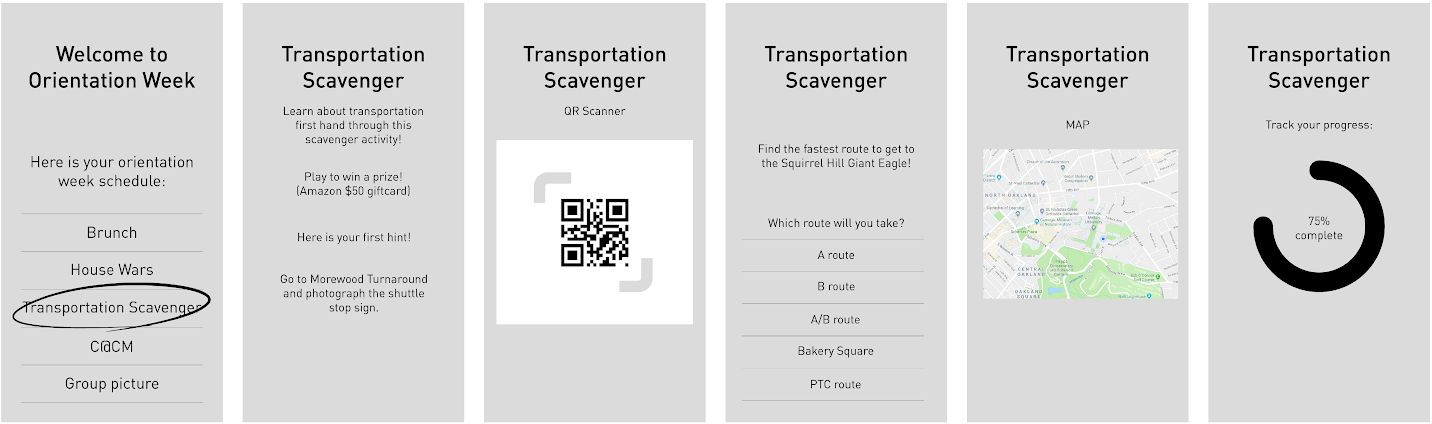 Welcome to
Orientation Week
Here is your orientation
week schedule:
Brunch
House Wars
Transportation Scavenger
C@CM
Group picture
Transportation
Scavenger
Learn about transportation
first hand through this
scavenger activity!
Play to win a prize!
(Amazon $50 giftcard)
Here is your first hint!
Go to Morewood Turnaround
and photograph the shuttle
stop sign.
Transportation
Scavenger
QR Scanner
Transportation
Scavenger
Find the fastest route to get to
the Squirrel Hill Giant Eagle!
Which route will you take?
A route
B route
A/B route
Bakery Square
PTC route
Transportation
Scavenger
MAP
NORTH OAKLAND
CENTRAL
OAKLAND
OAKLAND
SQUARE
Transportation
Scavenger
Track your progress:
75%
complete